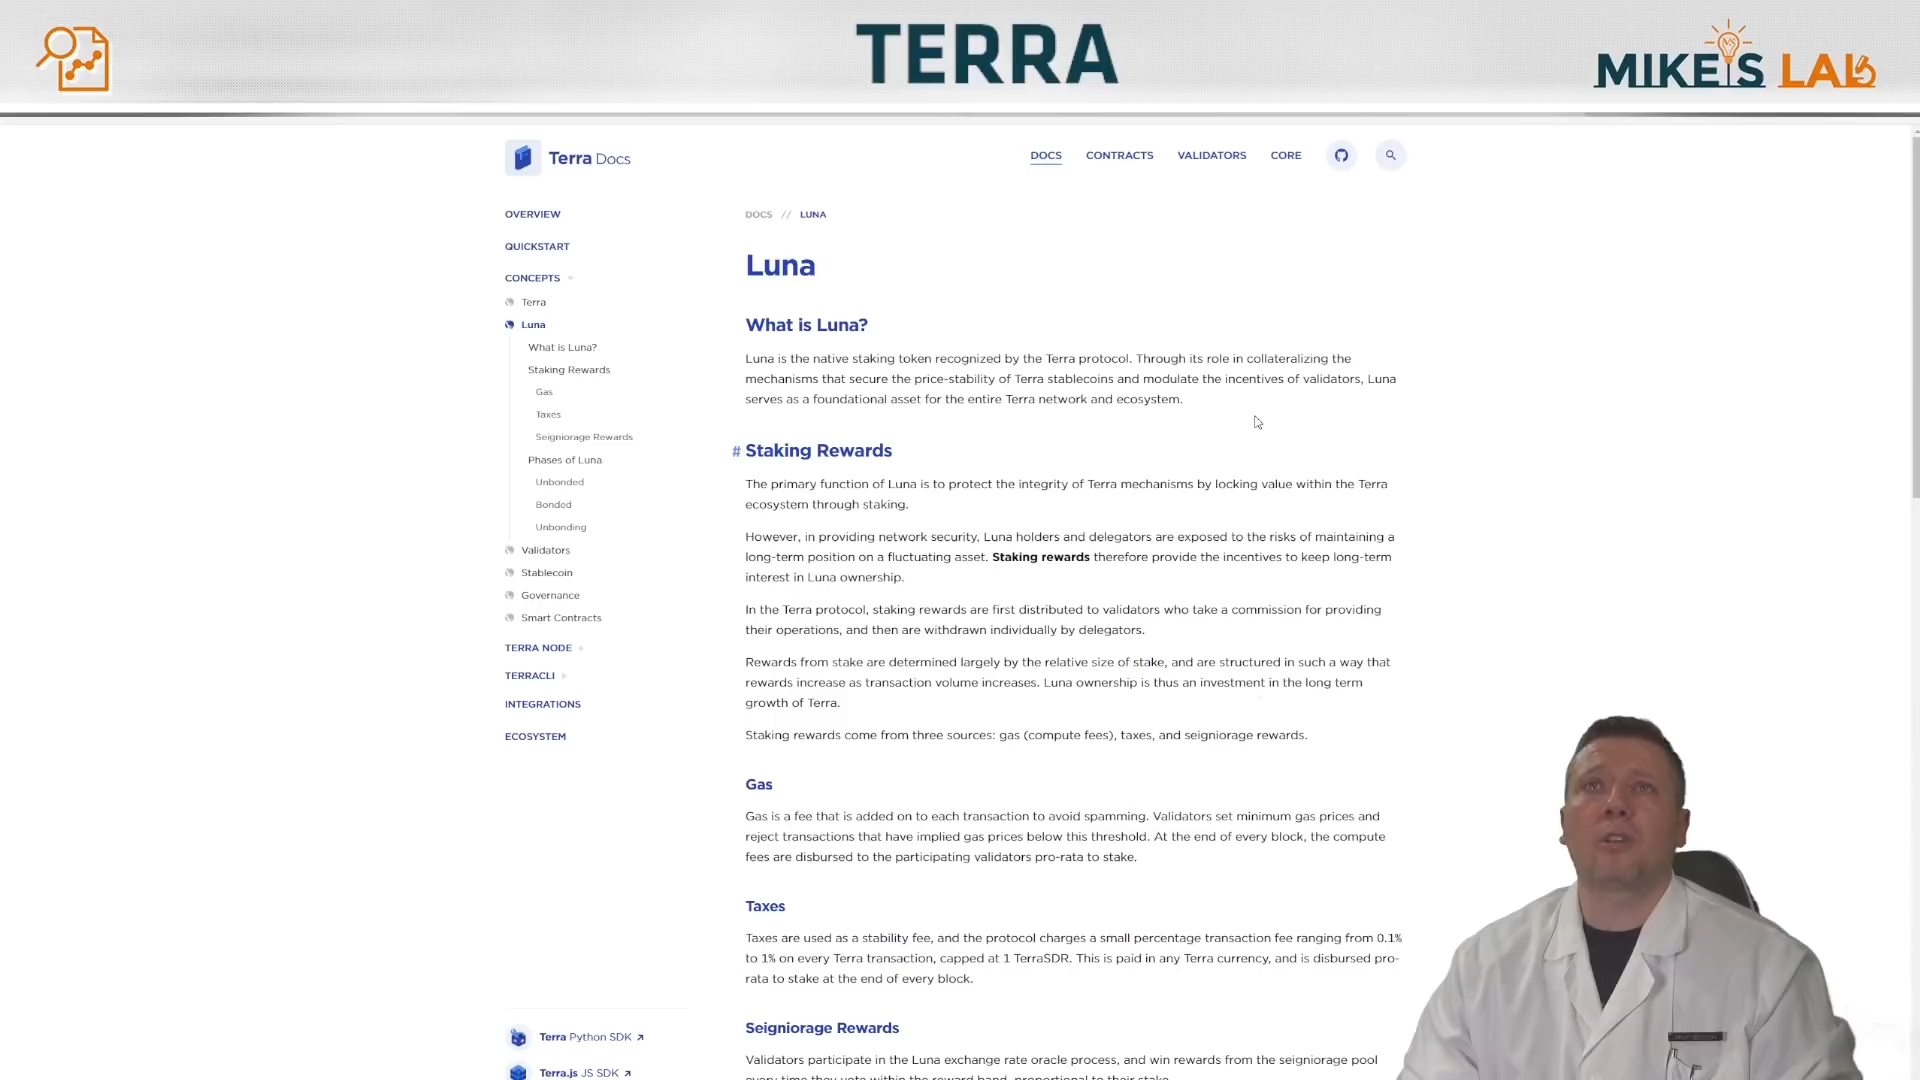 TERRA
MIKE'S LAB
Terra Docs
DOCS CONTRACTS VALIDATORS CORE
OVERVIEW
QUICKSTART
CONCEPTS
Terra
Luna
What is Luna?
Staking Rewards
Gas
Taxes
Seigniorage Rewards
Phases of Luna
Unbonded
Bonded
Unbonding
Validators
Stablecoin
Governance
Smart Contracts
TERRA NODE
TERRACLI
INTEGRATIONS
ECOSYSTEM
Terra Python SDK
Terra.js JS SDK
DOCS // LUNA
Luna
What is Luna?
Luna is the native staking token recognized by the Terra protocol. Through its role in collateralizing the
mechanisms that secure the price-stability of Terra stablecoins and modulate the incentives of validators, Luna
serves as a foundational asset for the entire Terra network and ecosystem.
# Staking Rewards
The primary function of Luna is to protect the integrity of Terra mechanisms by locking value within the Terra
ecosystem through staking.
However, in providing network security, Luna holders and delegators are exposed to the risks of maintaining a
long-term position on a fluctuating asset. Staking rewards therefore provide the incentives to keep long-term
interest in Luna ownership.
In the Terra protocol, staking rewards are first distributed to validators who take a commission for providing
their operations, and then are withdrawn individually by delegators.
Rewards from stake are determined largely by the relative size of stake, and are structured in such a way that
rewards increase as transaction volume increases. Luna ownership is thus an investment in the long term
growth of Terra.
Staking rewards come from three sources: gas (compute fees), taxes, and seigniorage rewards.
Gas
Gas is a fee that is added on to each transaction to avoid spamming. Validators set minimum gas prices and
reject transactions that have implied gas prices below this threshold. At the end of every block, the compute
fees are disbursed to the participating validators pro-rata to stake.
Taxes
Taxes are used as a stability fee, and the protocol charges a small percentage transaction fee ranging from 0.1%
to 1% on every Terra transaction, capped at 1 TerraSDR. This is paid in any Terra currency, and is disbursed pro-
rata to stake at the end of every block.
Seigniorage Rewards
Validators participate in the Luna exchange rate oracle process, and win rewards from the seigniorage pool
every time they vote within the reward band, proportional to their stake.